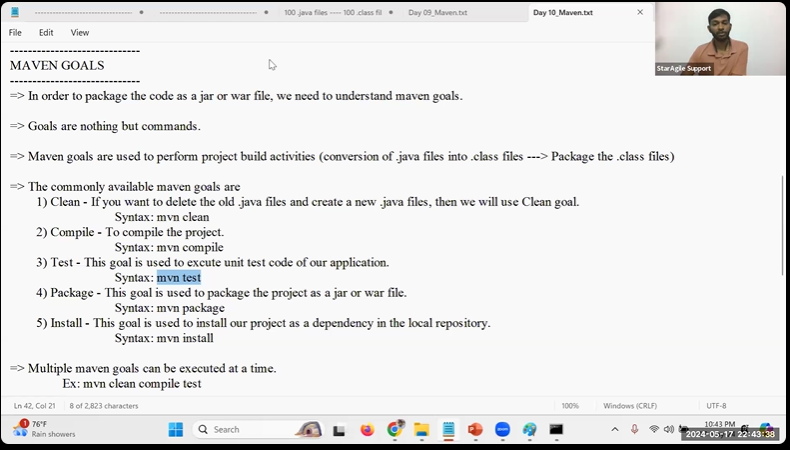 100 .java files ---- 100 .class fil
Day 09_Maven.txt
Day 10_Maven.txt
File Edit View
StarAgile Support
MAVEN GOALS
=> In order to package the code as a jar or war file, we need to understand maven goals.
=> Goals are nothing but commands.
=> Maven goals are used to perform project build activities (conversion of .java files into .class files ---> Package the .class files)
=> The commonly available maven goals are
1) Clean - If you want to delete the old .java files and create a new .java files, then we will use Clean goal.
Syntax: mvn clean
2) Compile - To compile the project.
Syntax: mvn compile
3) Test - This goal is used to excute unit test code of our application.
Syntax: mvn test
4) Package - This goal is used to package the project as a jar or war file.
Syntax: mvn package
5) Install - This goal is used to install our project as a dependency in the local repository.
Syntax: mvn install
=> Multiple maven goals can be executed at a time.
Ex: mvn clean compile test
Ln 42, Col 21 8 of 2,823 characters 100% Windows (CRLF) UTF-8
1
76°F
Rain showers
Search
10:43 PM
2024-05-17 22:43:38